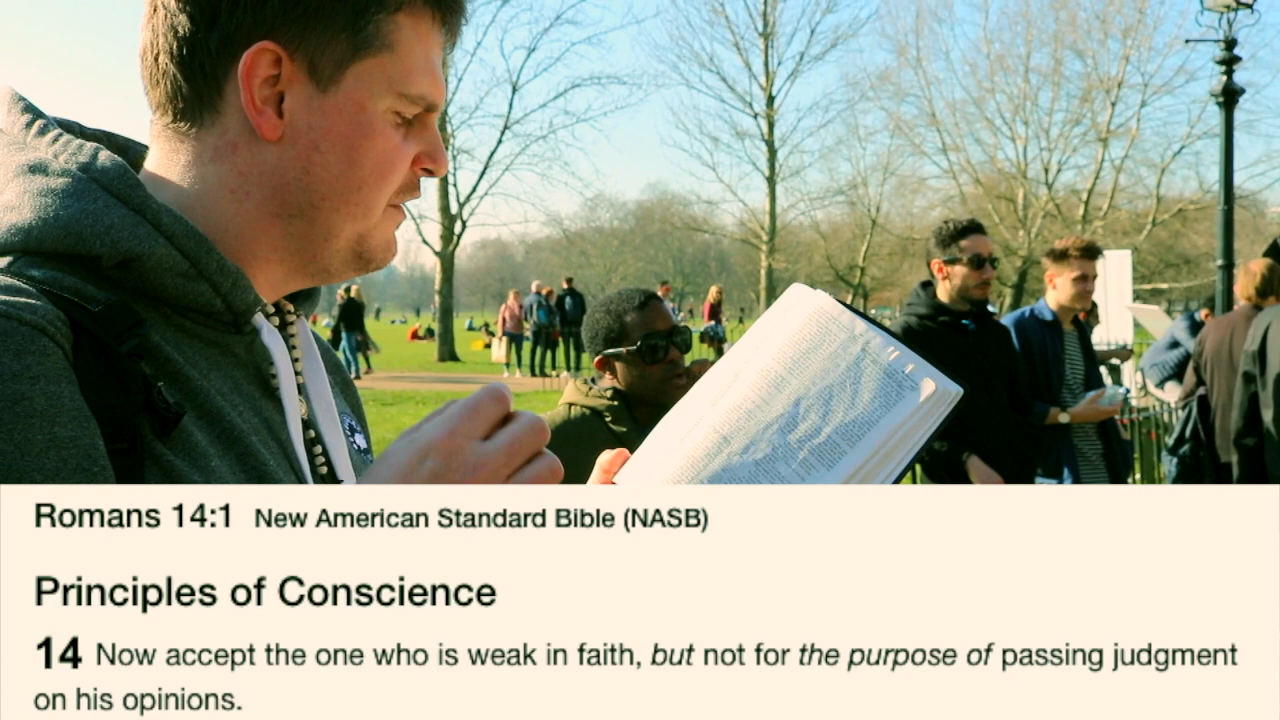 Romans 14:1 New American Standard Bible (NASB)
Principles of Conscience
14 Now accept the one who is weak in faith, but not for the purpose of passing judgment
on his opinions.